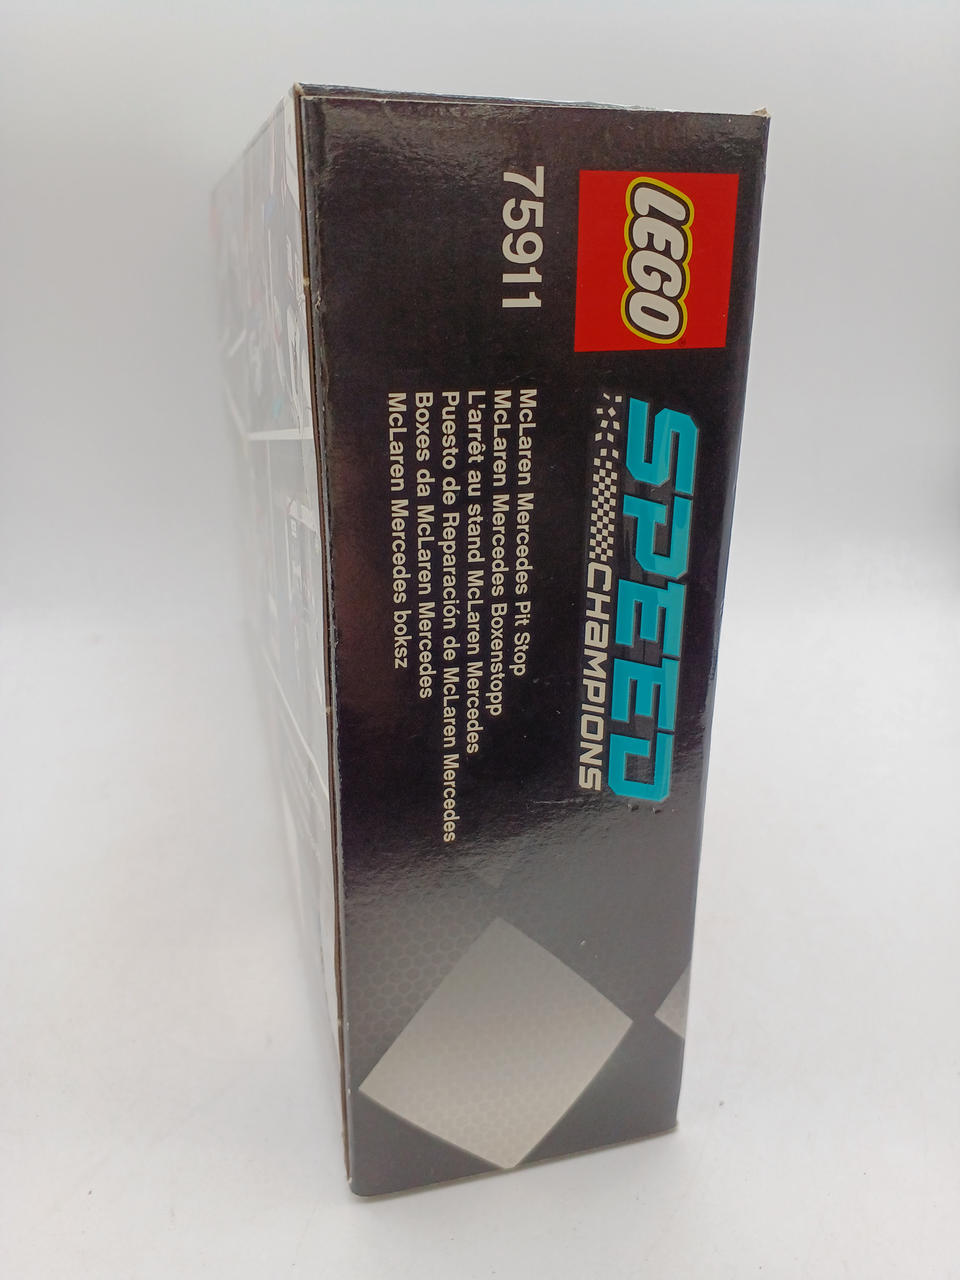 LEGO
SPEED
CHAMPIONS
75911
McLaren Mercedes Pit Stop
McLaren Mercedes Boxenstopp
L'arrêt au stand McLaren Mercedes
Puesto de Reparación de McLaren Mercedes
Boxes da McLaren Mercedes
McLaren Mercedes boksz